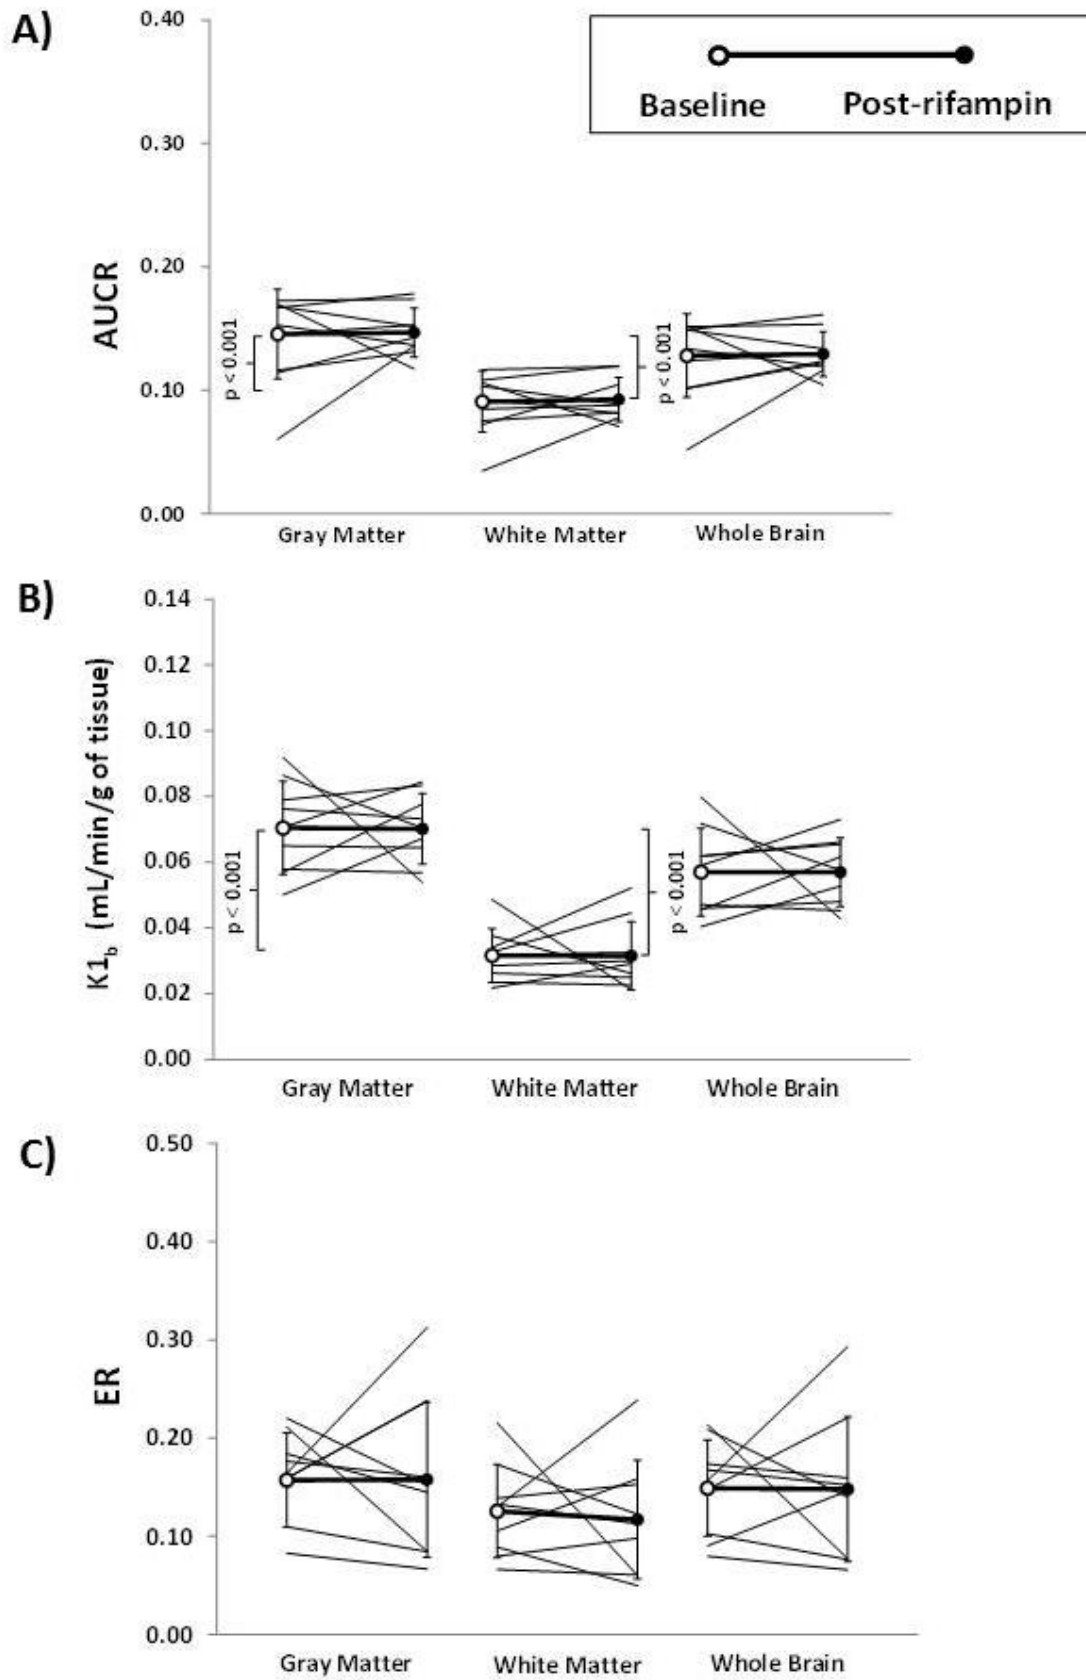 A)
0.40
Baseline Post-rifampin
0.30
0.20
0.10
0.00
AUCR
p < 0.001
p < 0.001
Gray Matter White Matter Whole Brain
B)
0.14
0.12
0.10
0.08
0.06
0.04
0.02
0.00
K1b (mL/min/g of tissue)
p < 0.001
p < 0.001
Gray Matter White Matter Whole Brain
C)
0.50
0.40
0.30
0.20
0.10
0.00
ER
Gray Matter White Matter Whole Brain